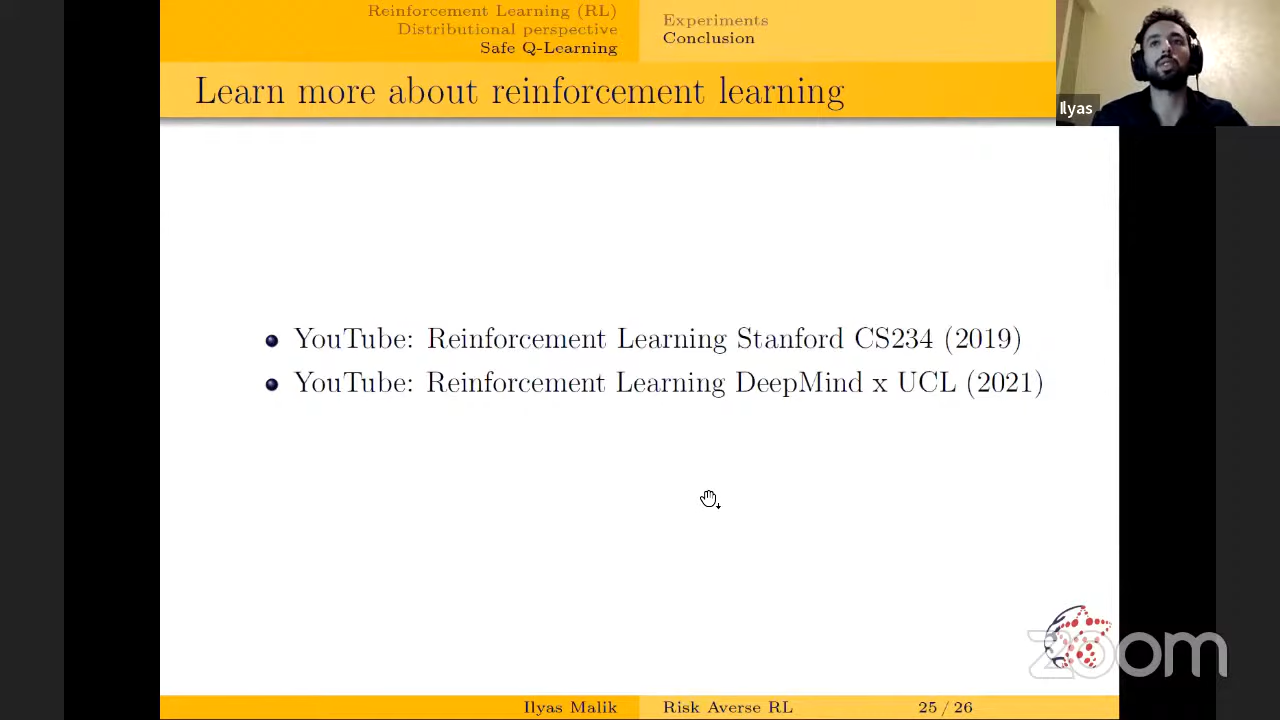 Reinforcement Learning (RL)
Distributional perspective
Safe Q-Learning
Experiments
Conclusion
Learn more about reinforcement learning
Ilyas
YouTube: Reinforcement Learning Stanford CS234 (2019)
YouTube: Reinforcement Learning DeepMind x UCL (2021)
zoom
Ilyas Malik
Risk Averse RL
25 / 26